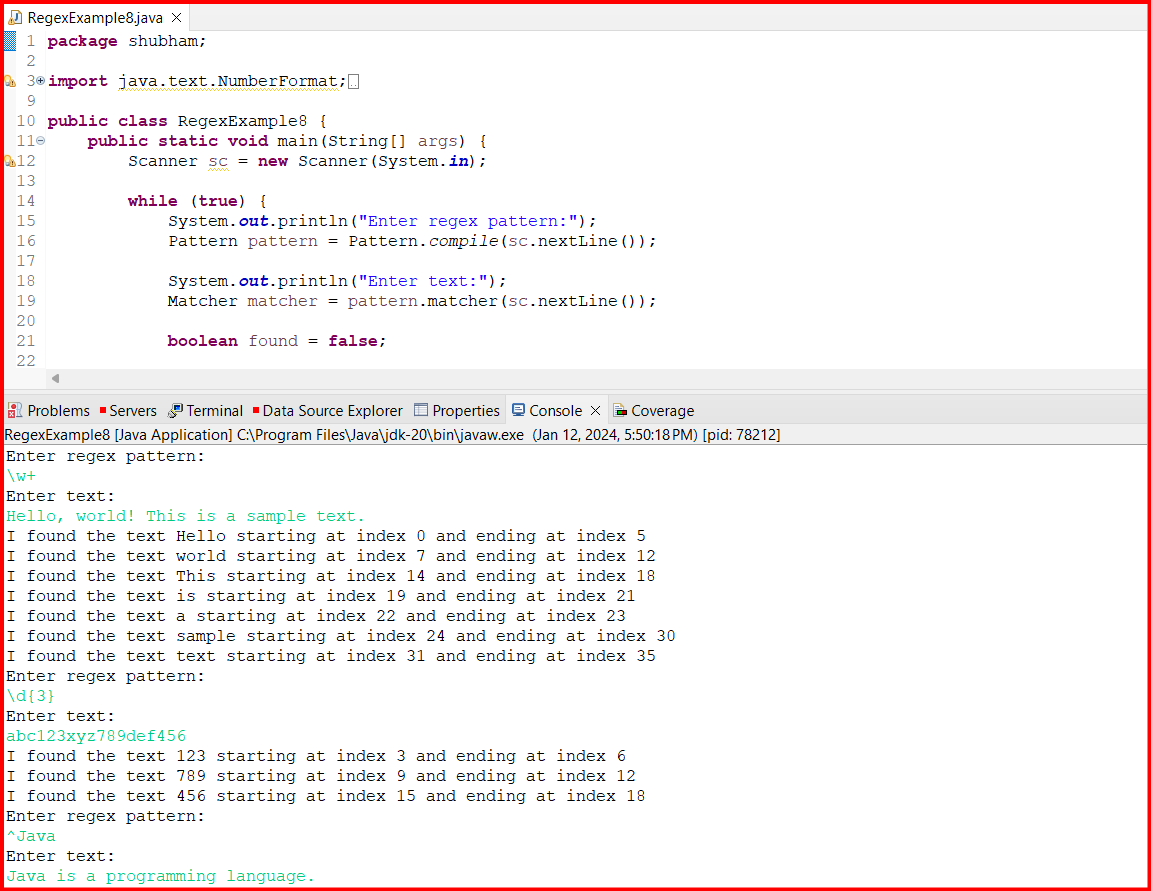 RegexExample8.java
1 package shubham;
2
3 import java.text.NumberFormat;
9
10 public class RegexExample8 {
11 public static void main(String[] args) {
12 Scanner sc = new Scanner(System.in);
13
14 while (true) {
15 System.out.println("Enter regex pattern:");
16 Pattern pattern = Pattern.compile(sc.nextLine());
17
18 System.out.println("Enter text:");
19 Matcher matcher = pattern.matcher(sc.nextLine());
20
21 boolean found = false;
22
Problems Servers Terminal Data Source Explorer Properties Console Coverage
RegexExample8 [Java Application] C:\Program Files\Java\jdk-20\bin\javaw.exe (Jan 12, 2024, 5:50:18 PM) [pid: 78212]
Enter regex pattern:
\w+
Enter text:
Hello, world! This is a sample text.
I found the text Hello starting at index 0 and ending at index 5
I found the text world starting at index 7 and ending at index 12
I found the text This starting at index 14 and ending at index 18
I found the text is starting at index 19 and ending at index 21
I found the text a starting at index 22 and ending at index 23
I found the text sample starting at index 24 and ending at index 30
I found the text text starting at index 31 and ending at index 35
Enter regex pattern:
\d{3}
Enter text:
abc123xyz789def456
I found the text 123 starting at index 3 and ending at index 6
I found the text 789 starting at index 9 and ending at index 12
I found the text 456 starting at index 15 and ending at index 18
Enter regex pattern:
^Java
Enter text:
Java is a programming language.